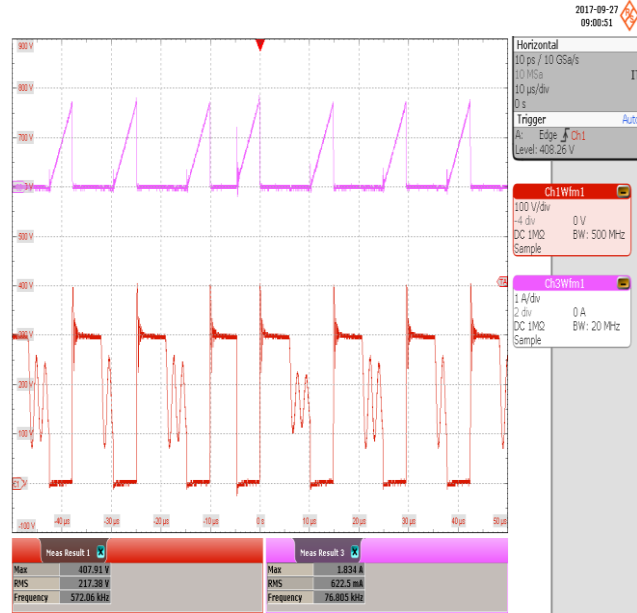 2017-09-27
09:00:51
Horizontal
10 ps / 10 GSa/s
10 MSa
10 µs/div
0 s
Trigger Auto
A: Edge Ch1
Level: 408.26 V
Ch1Wfm1
100 V/div
-4 div 0 V
DC 1MΩ BW: 500 MHz
Sample
Ch3Wfm1
1 A/div
2 div 0 A
DC 1MΩ BW: 20 MHz
Sample
900 V
800 V
700 V
500 V
400 V
TA
200 V
100 V
-100 V
-40 µs -30 µs -20 µs -10 µs 0 s 10 µs 20 µs 30 µs 40 µs 50 µs
Meas Result 1
Max 407.91 V
RMS 217.38 V
Frequency 572.06 kHz
Meas Result 3
Max 1.834 A
RMS 622.5 mA
Frequency 76.805 kHz